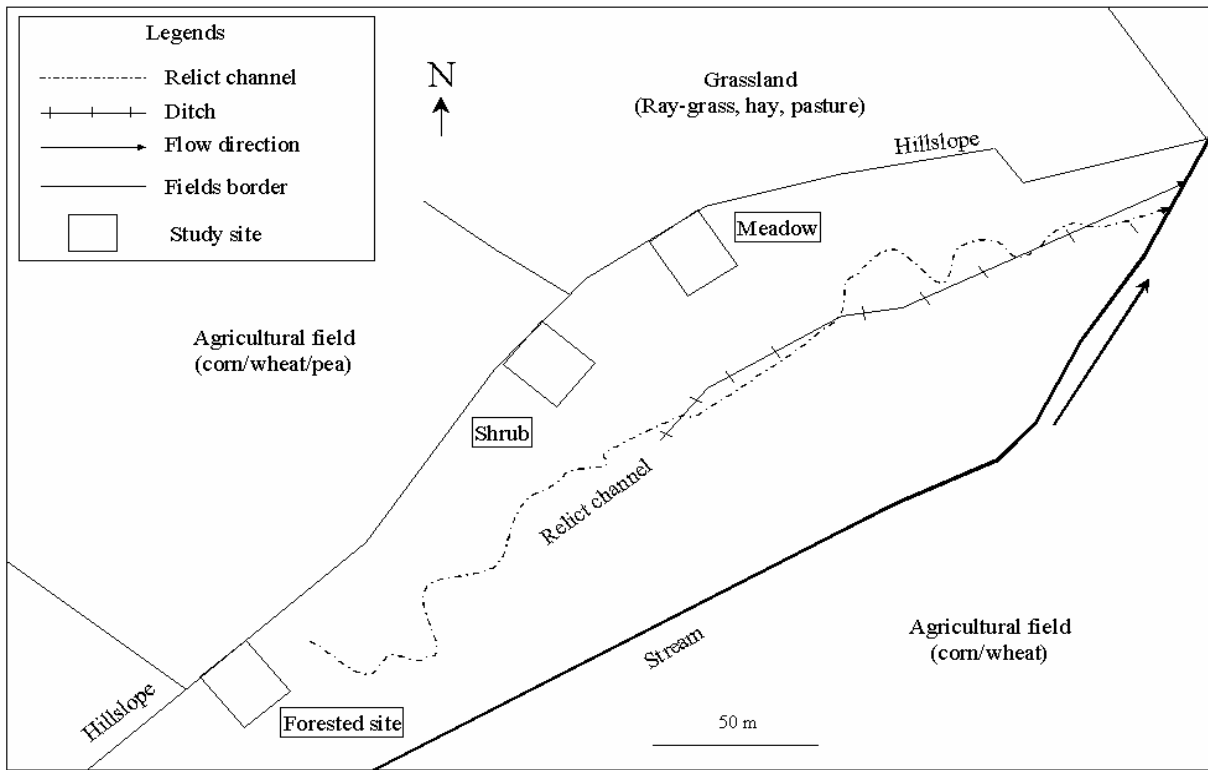 Legends
Relict channel
Ditch
Flow direction
Fields border
Study site
N
Grassland
(Ray-grass, hay, pasture)
Hillslope
Meadow
Agricultural field
(corn/wheat/pea)
Shrub
Relict channel
Agricultural field
(corn/wheat)
Stream
Hillslope
Forested site
50 m